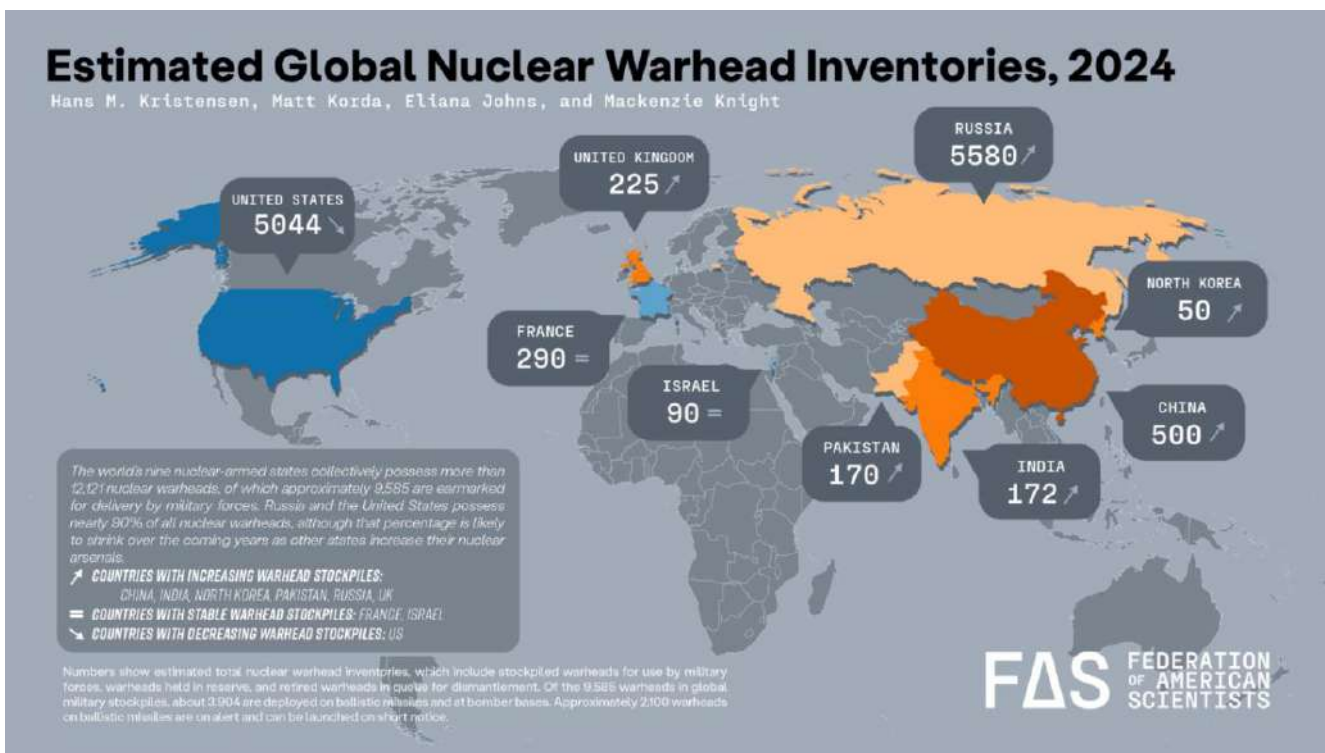 Estimated Global Nuclear Warhead Inventories, 2024
Hans M. Kristensen, Matt Korda, Eliana Johns, and Mackenzie Knight
RUSSIA
5580 ↗
UNITED KINGDOM
225 ↗
UNITED STATES
5044 ↘
NORTH KOREA
50 ↗
FRANCE
290 =
ISRAEL
90 =
CHINA
500 ↗
PAKISTAN
170 ↗
INDIA
172 ↗
The world's nine nuclear-armed states collectively possess more than
12,121 nuclear warheads, of which approximately 9,585 are earmarked
for delivery by military forces. Russia and the United States possess
nearly 90% of all nuclear warheads, although that percentage is likely
to shrink over the coming years as other states increase their nuclear
arsenals.
↗ COUNTRIES WITH INCREASING WARHEAD STOCKPILES:
CHINA, INDIA, NORTH KOREA, PAKISTAN, RUSSIA, UK
= COUNTRIES WITH STABLE WARHEAD STOCKPILES: FRANCE, ISRAEL
↘ COUNTRIES WITH DECREASING WARHEAD STOCKPILES: US
Numbers show estimated total nuclear warhead inventories, which include stockpiled warheads for use by military
forces, warheads held in reserve, and retired warheads in queue for dismantlement. Of the 9,585 warheads in global
military stockpiles, about 3,904 are deployed on ballistic missiles and at bomber bases. Approximately 2,100 warheads
on ballistic missiles are on alert and can be launched on short notice.
FAS
FEDERATION
OF AMERICAN
SCIENTISTS